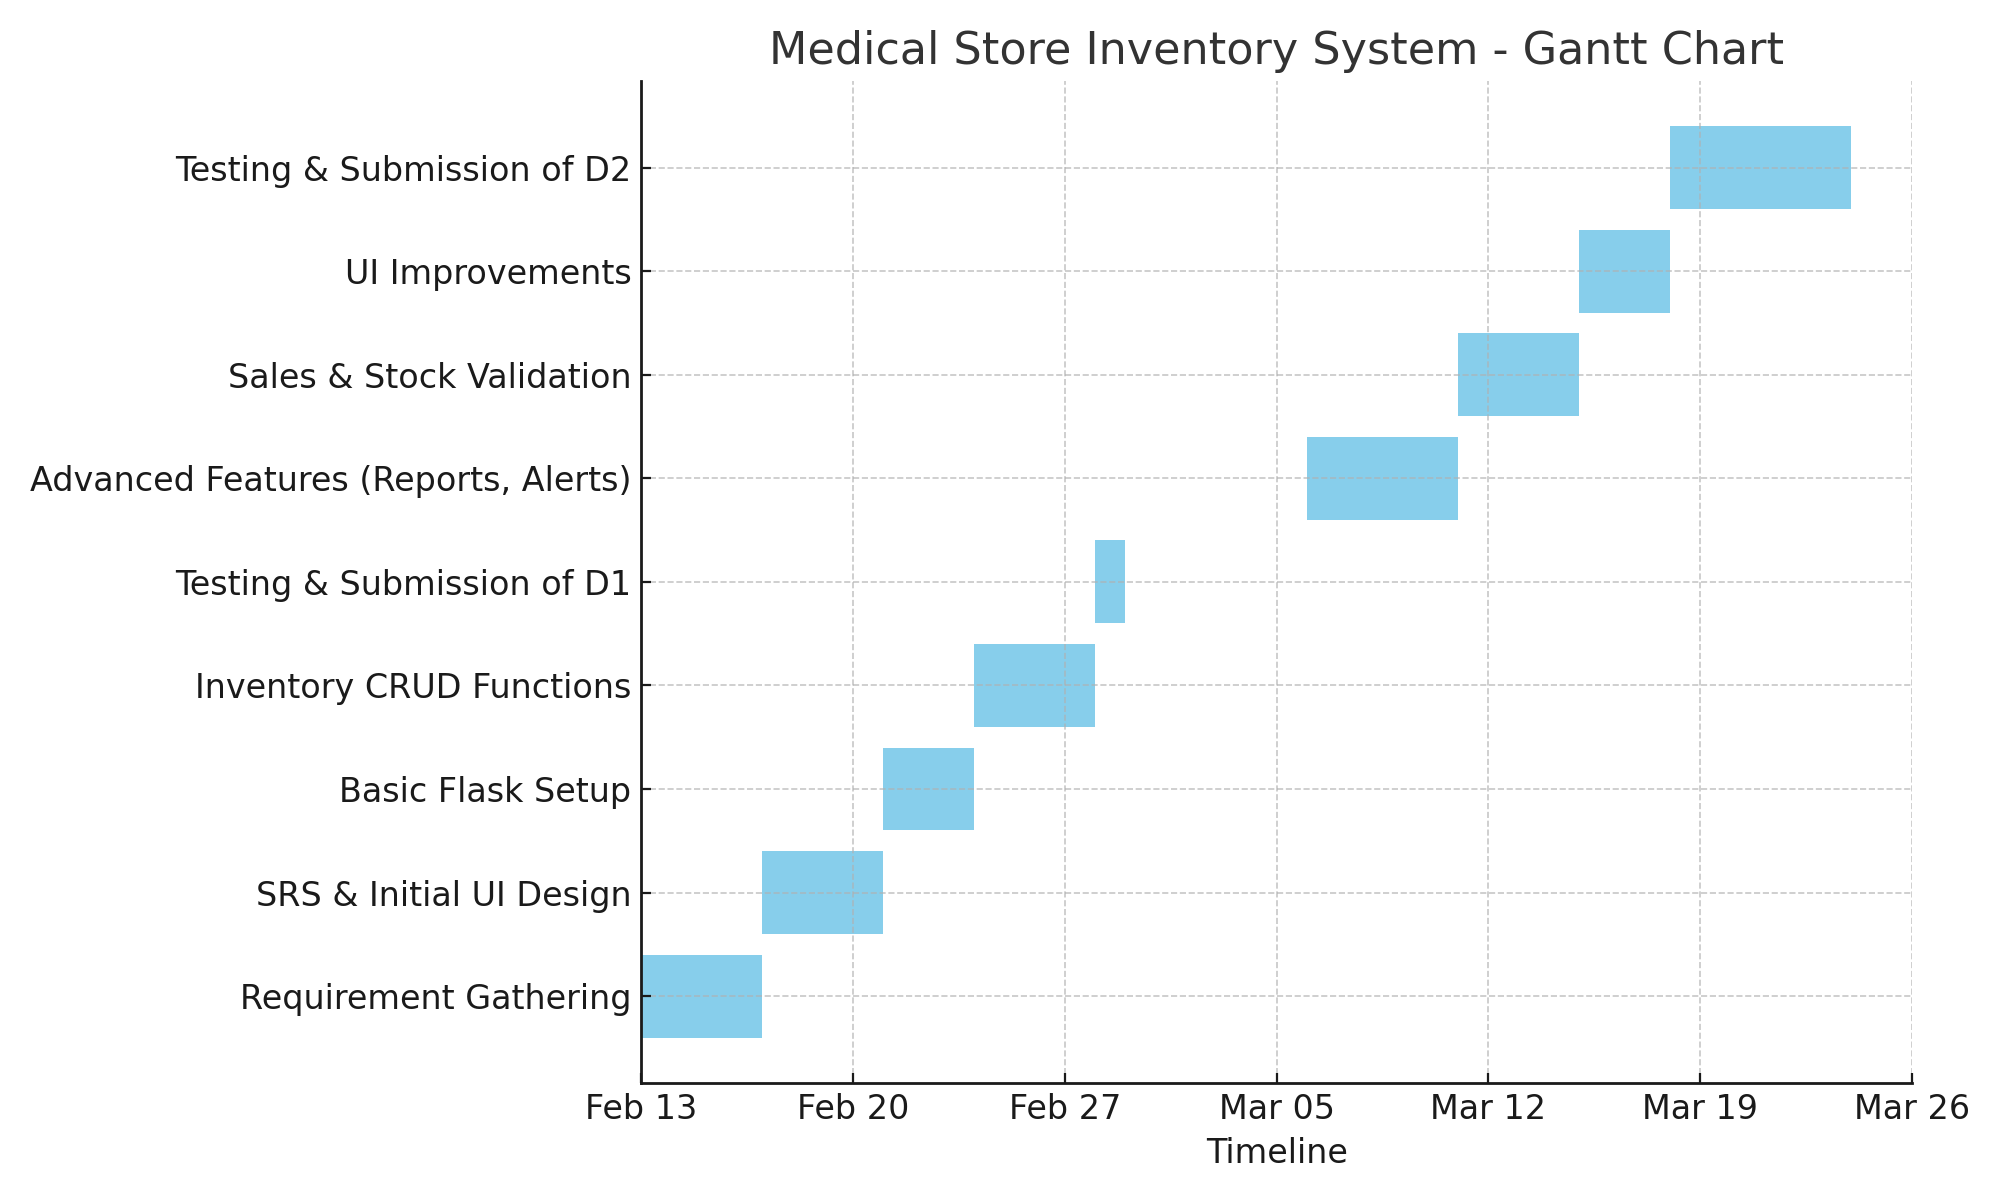 Medical Store Inventory System - Gantt Chart
Testing & Submission of D2
UI Improvements
Sales & Stock Validation
Advanced Features (Reports, Alerts)
Testing & Submission of D1
Inventory CRUD Functions
Basic Flask Setup
SRS & Initial UI Design
Requirement Gathering
Feb 13 Feb 20 Feb 27 Mar 05 Mar 12 Mar 19 Mar 26
Timeline